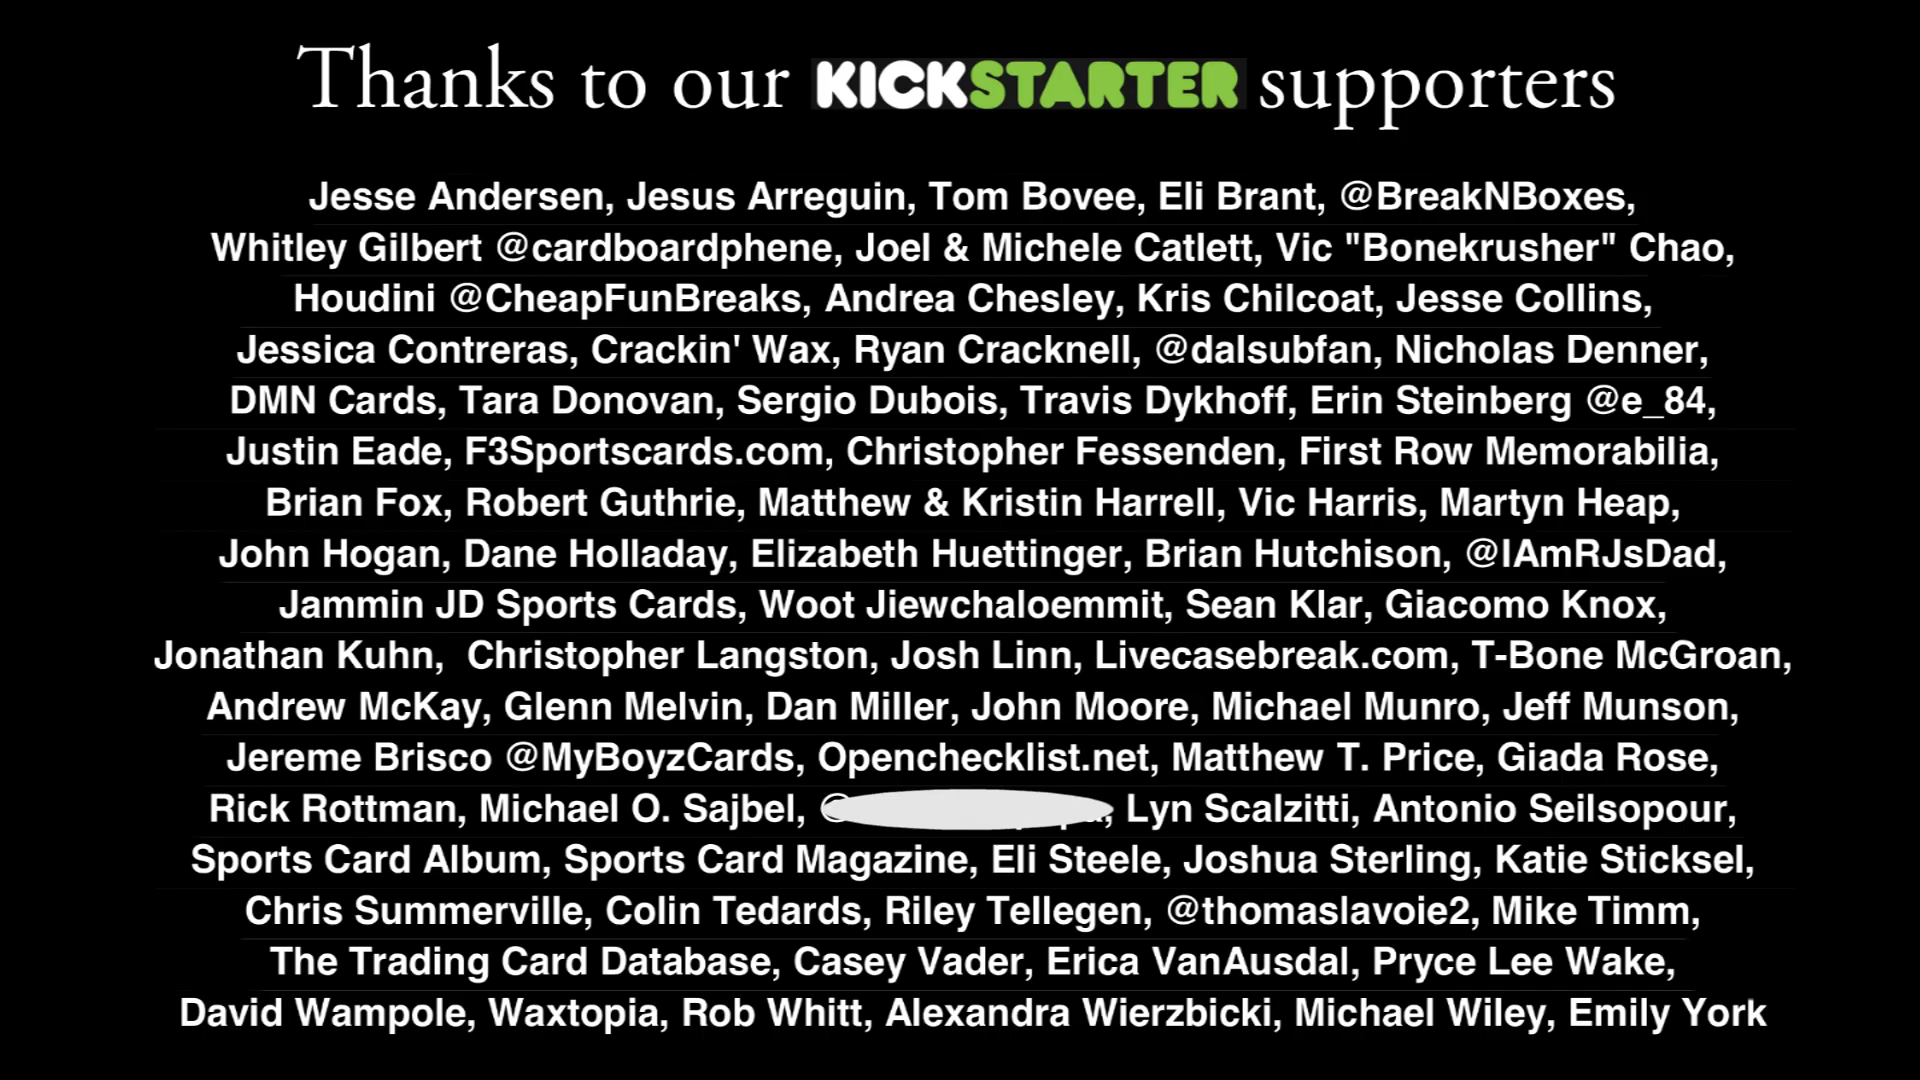 Thanks to our KICKSTARTER supporters
Jesse Andersen, Jesus Arreguin, Tom Bovee, Eli Brant, @BreakNBoxes,
Whitley Gilbert @cardboardphene, Joel & Michele Catlett, Vic "Bonekrusher" Chao,
Houdini @CheapFunBreaks, Andrea Chesley, Kris Chilcoat, Jesse Collins,
Jessica Contreras, Crackin' Wax, Ryan Cracknell, @dalsubfan, Nicholas Denner,
DMN Cards, Tara Donovan, Sergio Dubois, Travis Dykhoff, Erin Steinberg @e_84,
Justin Eade, F3Sportscards.com, Christopher Fessenden, First Row Memorabilia,
Brian Fox, Robert Guthrie, Matthew & Kristin Harrell, Vic Harris, Martyn Heap,
John Hogan, Dane Holladay, Elizabeth Huettinger, Brian Hutchison, @IAmRJsDad,
Jammin JD Sports Cards, Woot Jiewchaloemmit, Sean Klar, Giacomo Knox,
Jonathan Kuhn, Christopher Langston, Josh Linn, Livecasebreak.com, T-Bone McGroan,
Andrew McKay, Glenn Melvin, Dan Miller, John Moore, Michael Munro, Jeff Munson,
Jereme Brisco @MyBoyzCards, Openchecklist.net, Matthew T. Price, Giada Rose,
Rick Rottman, Michael O. Sajbel, Lyn Scalzitti, Antonio Seilsopour,
Sports Card Album, Sports Card Magazine, Eli Steele, Joshua Sterling, Katie Sticksel,
Chris Summerville, Colin Tedards, Riley Tellegen, @thomaslavoie2, Mike Timm,
The Trading Card Database, Casey Vader, Erica VanAusdal, Pryce Lee Wake,
David Wampole, Waxtopia, Rob Whitt, Alexandra Wierzbicki, Michael Wiley, Emily York